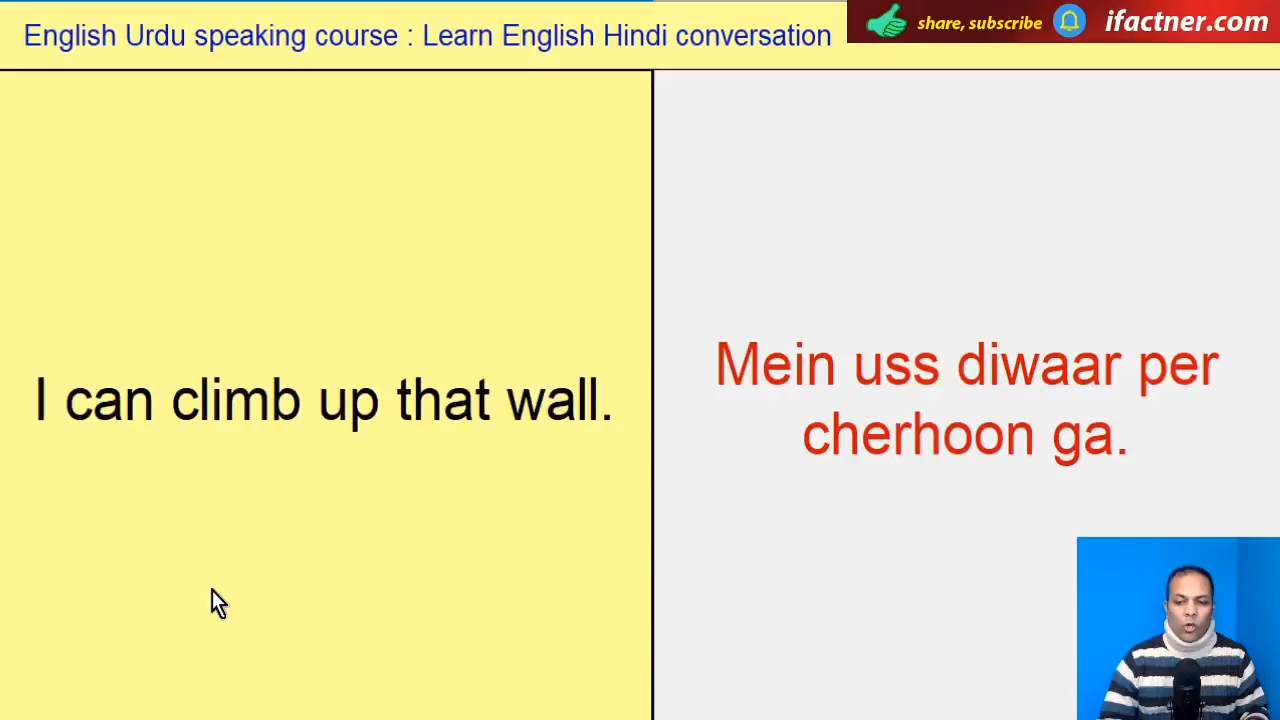 English Urdu speaking course : Learn English Hindi conversation
share, subscribe
ifactner.com
I can climb up that wall.
Mein uss diwaar per
cherhoon ga.